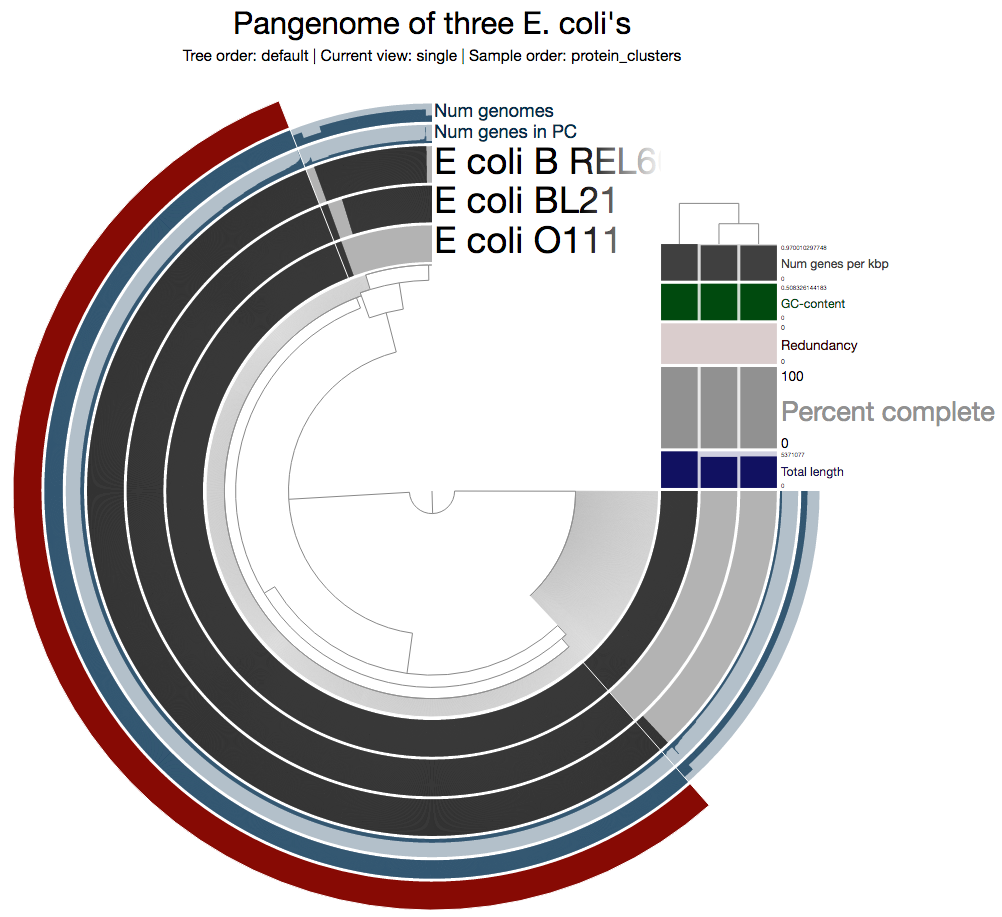 Pangenome of three E. coli's
Tree order: default | Current view: single | Sample order: protein_clusters
Num genomes
Num genes in PC
E coli B REL6
E coli BL21
E coli O111
0.970010297748
Num genes per kbp
0
0.508326144183
GC-content
0
0
Redundancy
0
100
Percent complete
0
5371077
Total length
0